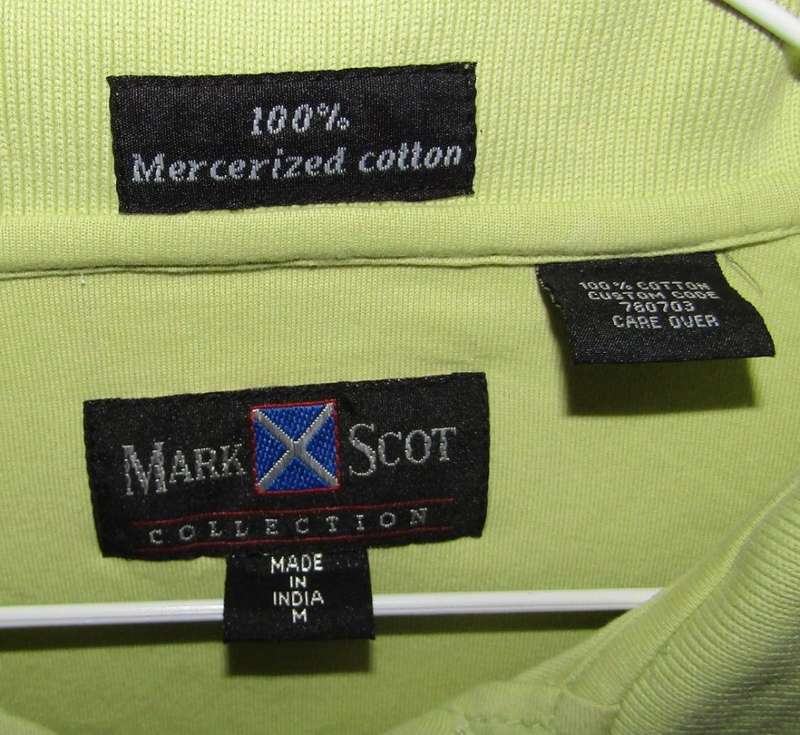 100%
Mercerized cotton
100% COTTON
CUSTOM CODE
780703
CARE OVER
MARK SCOT
COLLECTION
MADE
IN
INDIA
M